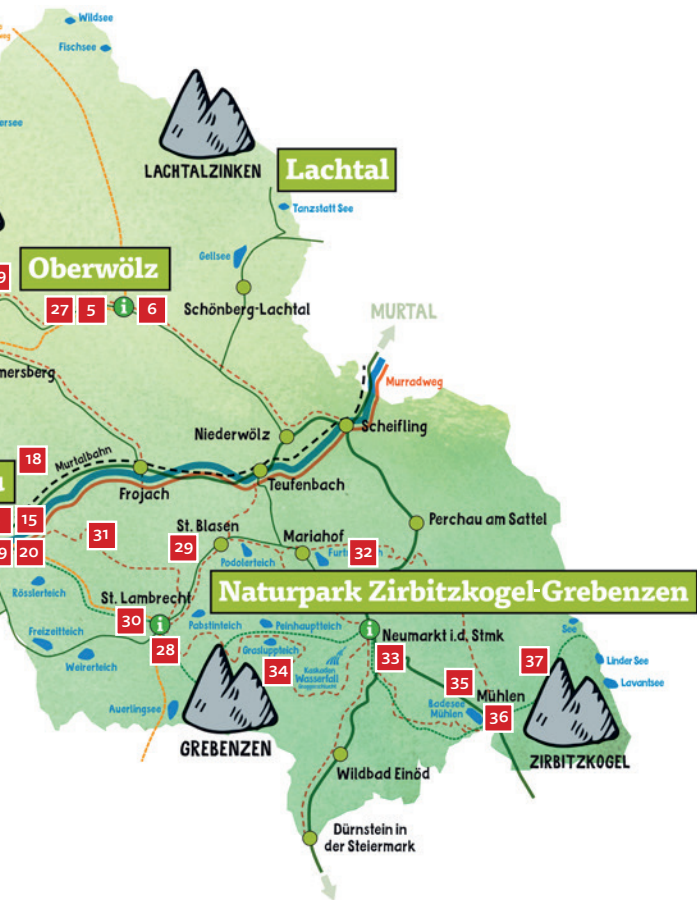 Wildsee
Fischsee
LACHTALZINKEN
Lachtal
Tanzstatt See
Gellsee
Oberwölz
27
5
i
6
Schönberg-Lachtal
MURTAL
Murradweg
Niederwölz
Scheifling
18
Murtalbahn
Frojach
Teufenbach
15
31
St. Blasen
29
Mariahof
Perchau am Sattel
20
Podolerteich
32
Rösslerteich
St. Lambrecht
Naturpark Zirbitzkogel-Grebenzen
30
i
Pabstinteich
Peinhauptteich
i
Neumarkt i.d. Stmk
See
Freizeitteich
28
Grasluppteich
33
37
Linder See
Weirerteich
34
Wasserfall
35
Mühlen
Lavantsee
Auerlingsee
Badesee
Mühlen
36
GREBENZEN
ZIRBITZKOGEL
Wildbad Einöd
Dürnstein in
der Steiermark